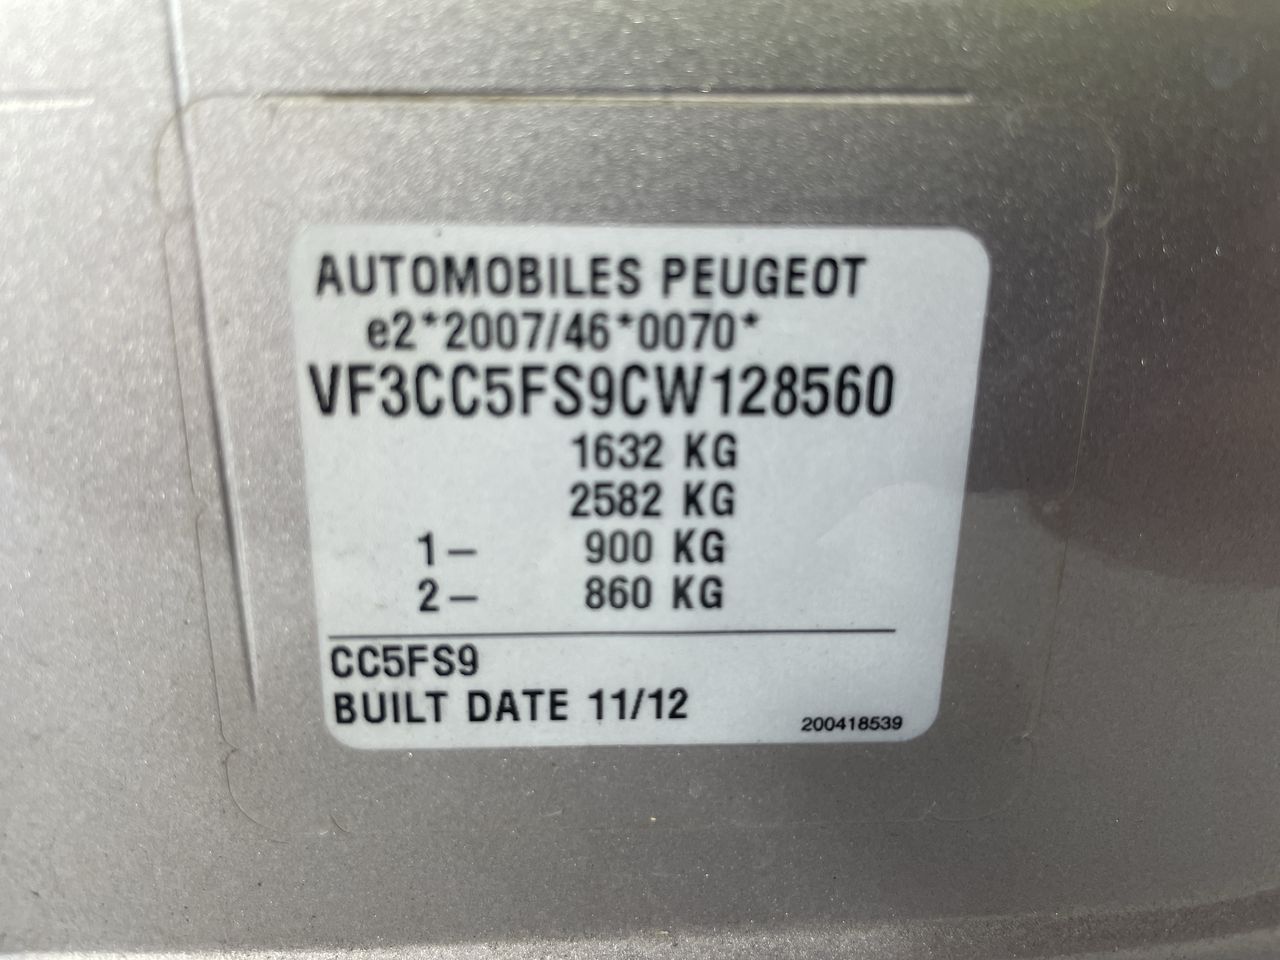 AUTOMOBILES PEUGEOT
e2*2007/46*0070*
VF3CC5FS9CW128560
1632 KG
2582 KG
1- 900 KG
2- 860 KG
CC5FS9
BUILT DATE 11/12
200418539